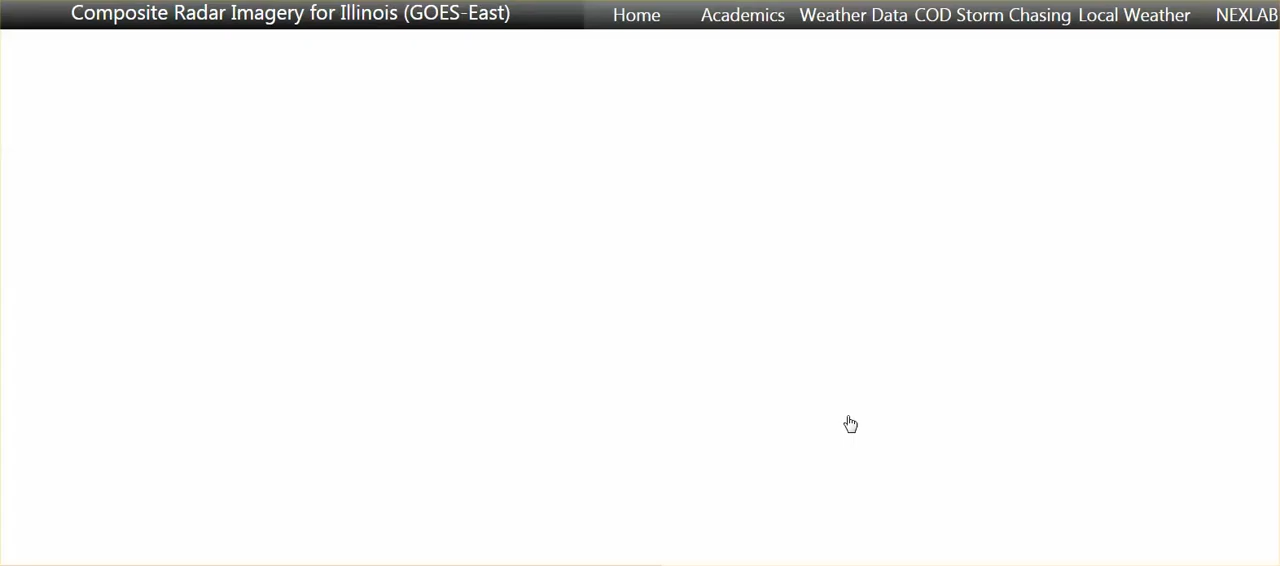 Composite Radar Imagery for Illinois (GOES-East) Home Academics Weather Data COD Storm Chasing Local Weather NEXLAB